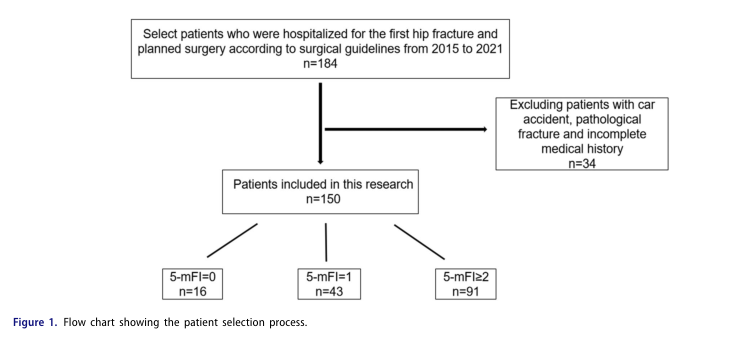 Select patients who were hospitalized for the first hip fracture and
planned surgery according to surgical guidelines from 2015 to 2021
n=184
Excluding patients with car
accident, pathological
fracture and incomplete
medical history
n=34
Patients included in this research
n=150
5-mFI=0
n=16
5-mFI=1
n=43
5-mFI≥2
n=91
Figure 1. Flow chart showing the patient selection process.